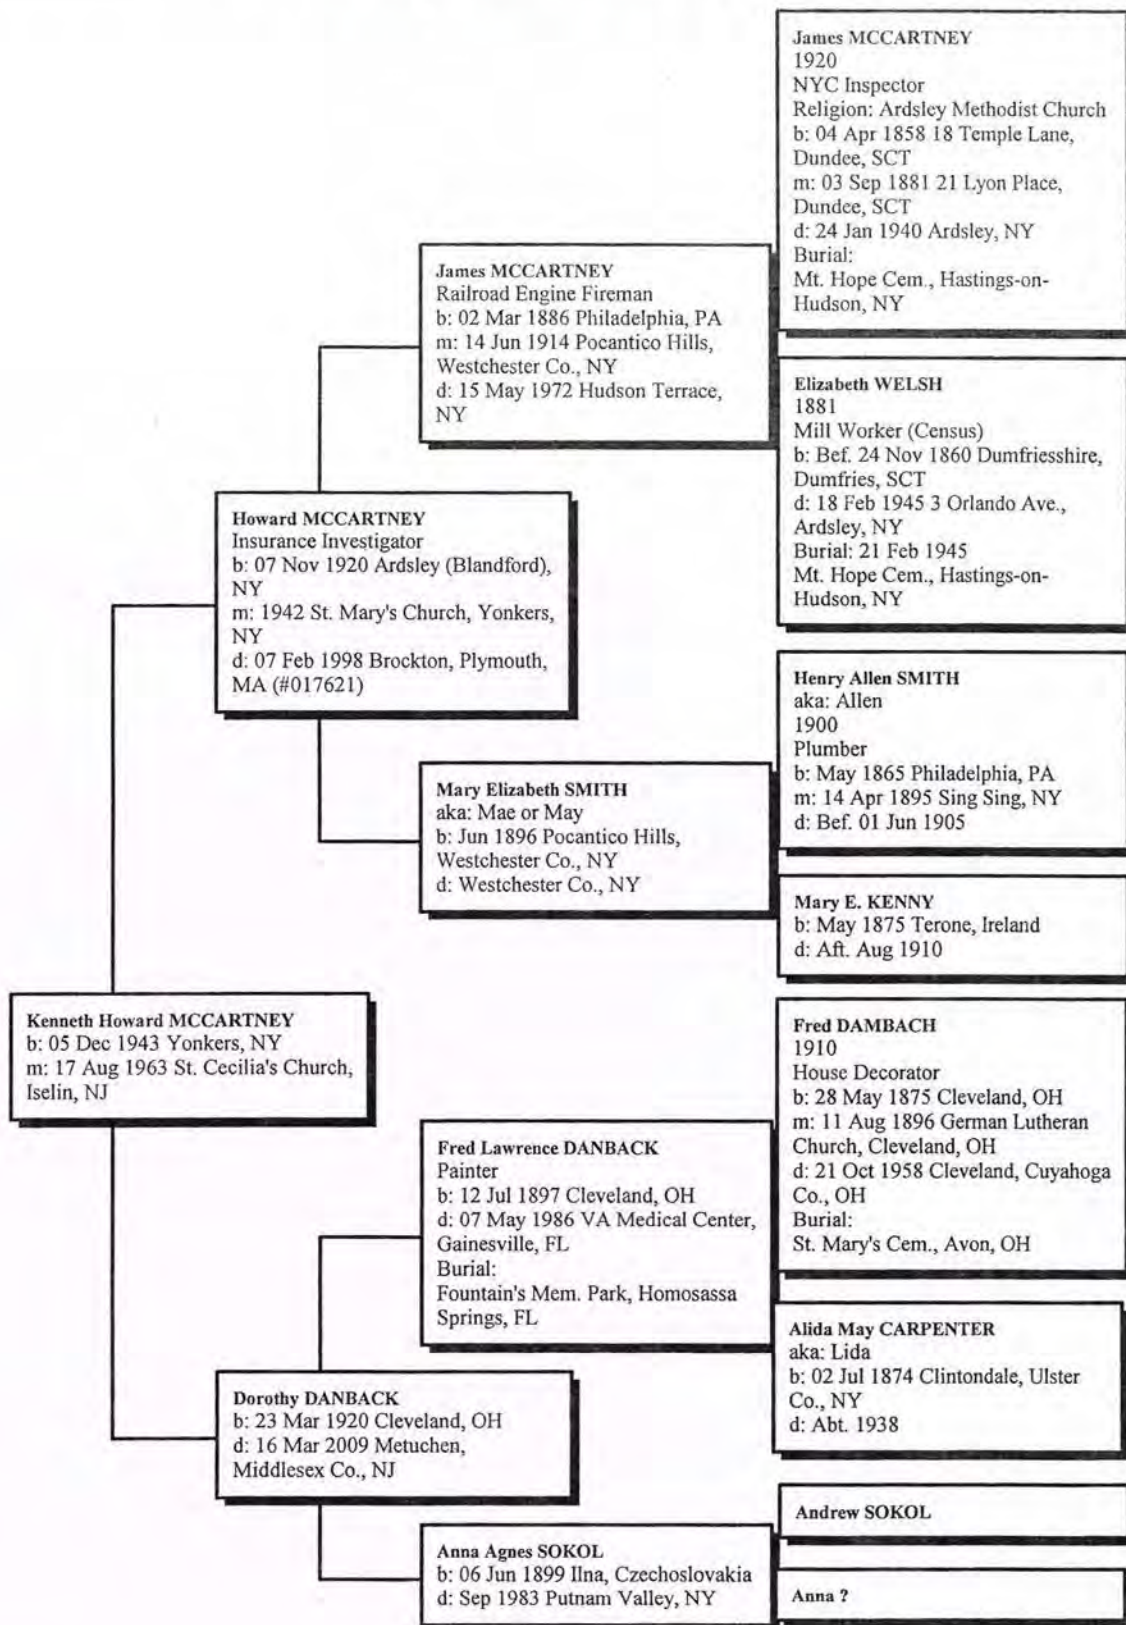 James MCCARTNEY
1920
NYC Inspector
Religion: Ardsley Methodist Church
b: 04 Apr 1858 18 Temple Lane,
Dundee, SCT
m: 03 Sep 1881 21 Lyon Place,
Dundee, SCT
d: 24 Jan 1940 Ardsley, NY
Burial:
Mt. Hope Cem., Hastings-on-
Hudson, NY
James MCCARTNEY
Railroad Engine Fireman
b: 02 Mar 1886 Philadelphia, PA
m: 14 Jun 1914 Pocantico Hills,
Westchester Co., NY
d: 15 May 1972 Hudson Terrace,
NY
Elizabeth WELSH
1881
Mill Worker (Census)
b: Bef. 24 Nov 1860 Dumfriesshire,
Dumfries, SCT
d: 18 Feb 1945 3 Orlando Ave.,
Ardsley, NY
Burial: 21 Feb 1945
Mt. Hope Cem., Hastings-on-
Hudson, NY
Howard MCCARTNEY
Insurance Investigator
b: 07 Nov 1920 Ardsley (Blandford),
NY
m: 1942 St. Mary's Church, Yonkers,
NY
d: 07 Feb 1998 Brockton, Plymouth,
MA (#017621)
Henry Allen SMITH
aka: Allen
1900
Plumber
b: May 1865 Philadelphia, PA
m: 14 Apr 1895 Sing Sing, NY
d: Bef. 01 Jun 1905
Mary Elizabeth SMITH
aka: Mae or May
b: Jun 1896 Pocantico Hills,
Westchester Co., NY
d: Westchester Co., NY
Mary E. KENNY
b: May 1875 Terone, Ireland
d: Aft. Aug 1910
Kenneth Howard MCCARTNEY
b: 05 Dec 1943 Yonkers, NY
m: 17 Aug 1963 St. Cecilia's Church,
Iselin, NJ
Fred DAMBACH
1910
House Decorator
b: 28 May 1875 Cleveland, OH
m: 11 Aug 1896 German Lutheran
Church, Cleveland, OH
d: 21 Oct 1958 Cleveland, Cuyahoga
Co., OH
Burial:
St. Mary's Cem., Avon, OH
Fred Lawrence DANBACK
Painter
b: 12 Jul 1897 Cleveland, OH
d: 07 May 1986 VA Medical Center,
Gainesville, FL
Burial:
Fountain's Mem. Park, Homosassa
Springs, FL
Alida May CARPENTER
aka: Lida
b: 02 Jul 1874 Clintondale, Ulster
Co., NY
d: Abt. 1938
Dorothy DANBACK
b: 23 Mar 1920 Cleveland, OH
d: 16 Mar 2009 Metuchen,
Middlesex Co., NJ
Andrew SOKOL
Anna Agnes SOKOL
b: 06 Jun 1899 Ilna, Czechoslovakia
d: Sep 1983 Putnam Valley, NY
Anna ?